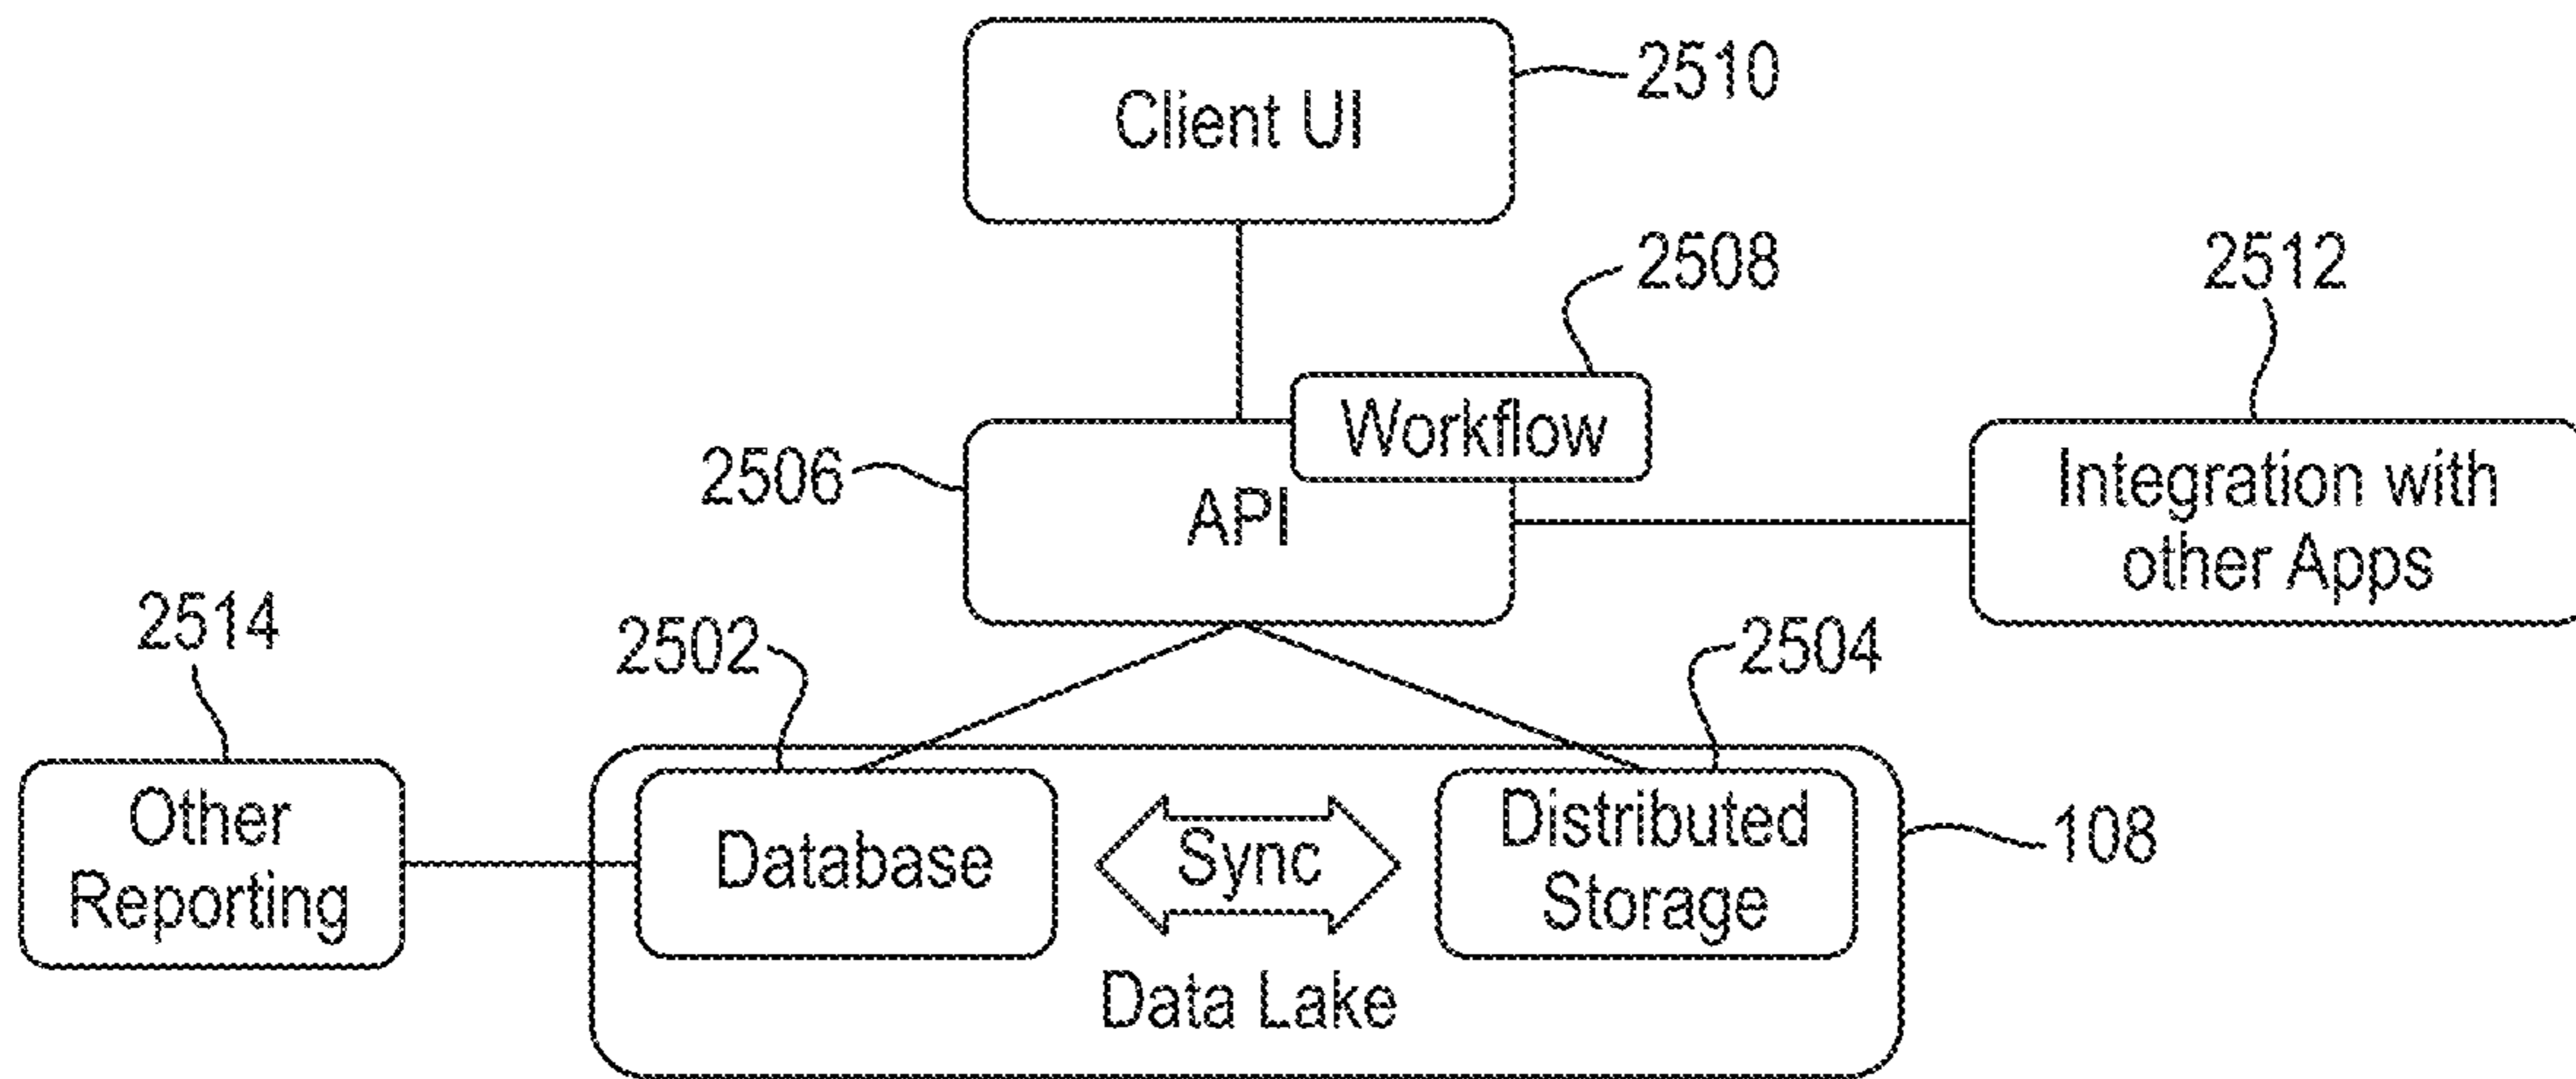 Client UI
2510
2508
2512
Workflow
2506
API
Integration with
other Apps
2514
2502
2504
Other
Reporting
Database
Sync
Distributed
Storage
108
Data Lake